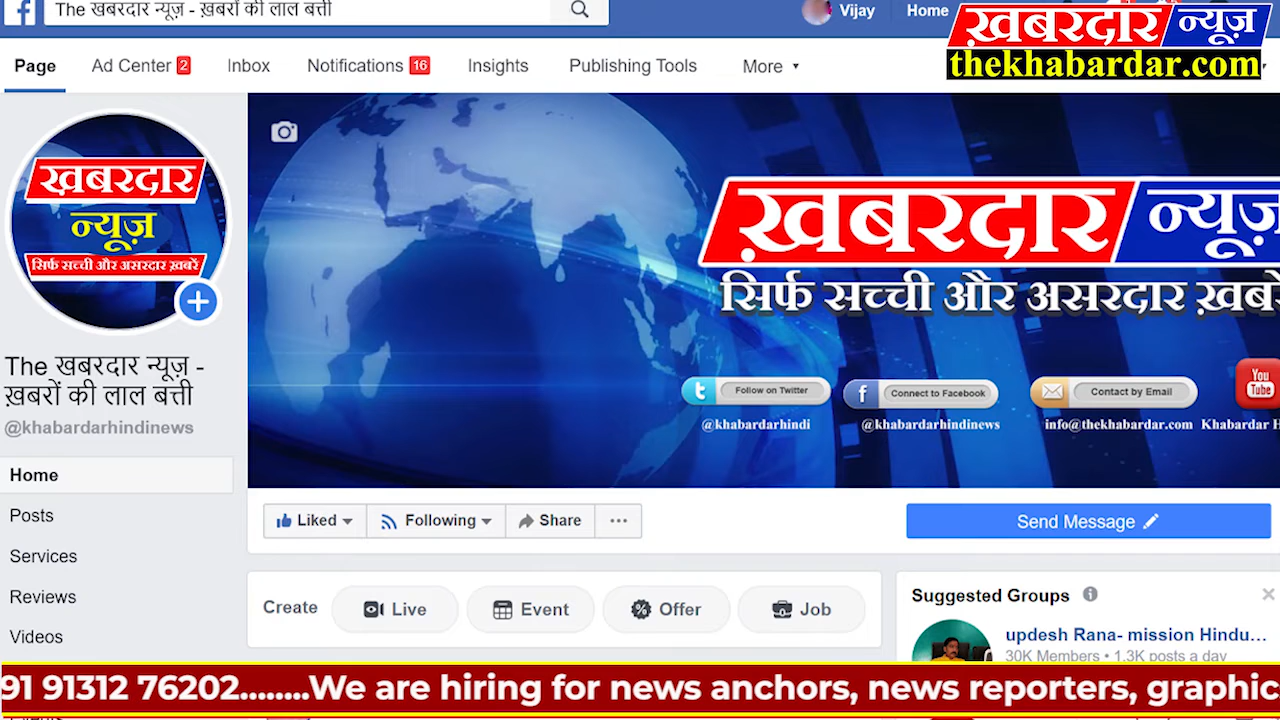 The खबरदार न्यूज़ - ख़बरों की लाल बत्ती
Vijay
Home
ख़बरदार न्यूज़
thekhabardar.com
Page
Ad Center 2
Inbox
Notifications 16
Insights
Publishing Tools
More
ख़बरदार
न्यूज़
सिर्फ सच्ची और असरदार ख़बरें
ख़बरदार न्यूज़
सिर्फ सच्ची और असरदार ख़बरें
Follow on Twitter
Connect to Facebook
Contact by Email
You
Tube
@khabardarhindi
@khabardarhindinews
info@thekhabardar.com
Khabardar H
The खबरदार न्यूज़ -
ख़बरों की लाल बत्ती
@khabardarhindinews
Home
Posts
Services
Reviews
Videos
Liked
Following
Share
Send Message
Create
Live
Event
Offer
Job
Suggested Groups
updesh Rana- mission Hindu...
30K Members • 1.3K posts a day
91 91312 76202........We are hiring for news anchors, news reporters, graphic